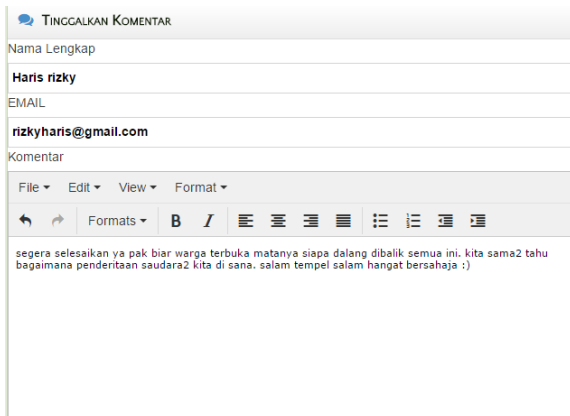 TINGGALKAN KOMENTAR
Nama Lengkap
Haris rizky
EMAIL
rizkyharis@gmail.com
Komentar
File Edit View Format
Formats B I
segera selesaikan ya pak biar warga terbuka matanya siapa dalang dibalik semua ini. kita sama2 tahu
bagaimana penderitaan saudara2 kita di sana. salam tempel salam hangat bersahaja :)